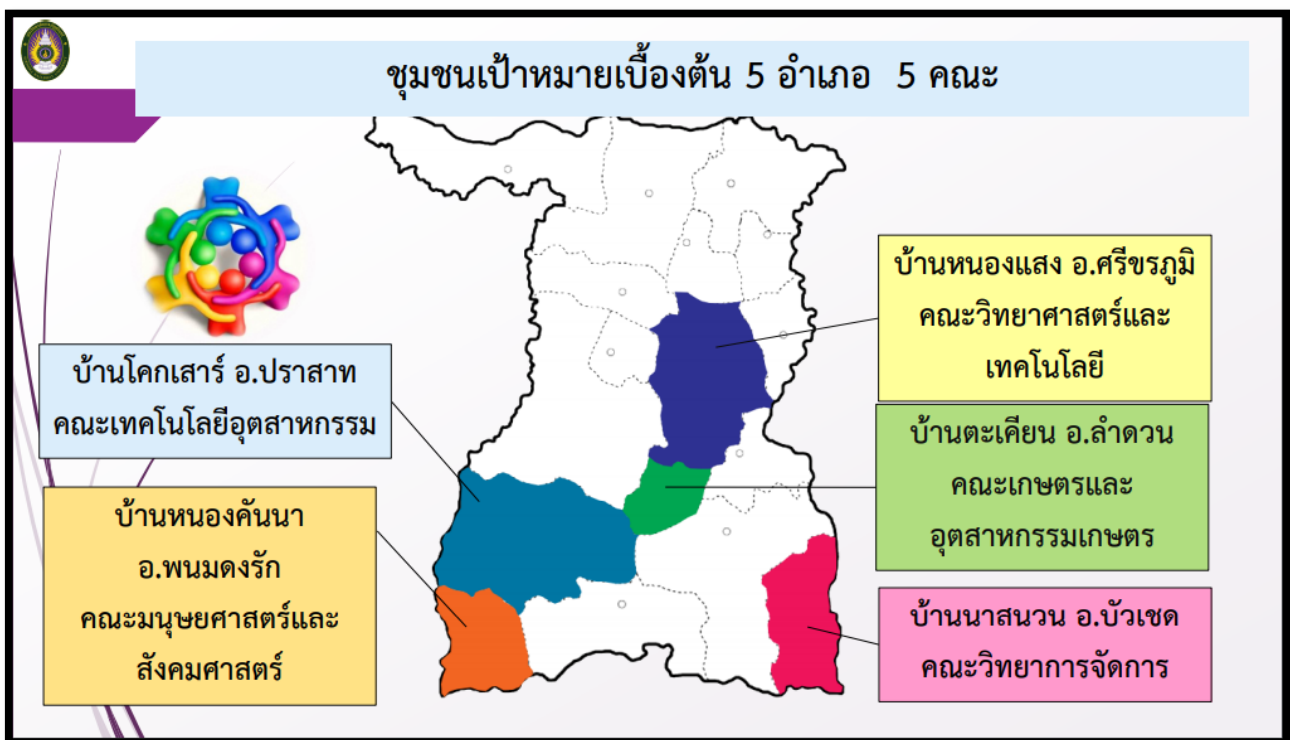 ชุมชนเป้าหมายเบื้องต้น 5 อำเภอ 5 คณะ
บ้านหนองแสง อ.ศรีขรภูมิ
คณะวิทยาศาสตร์และ
เทคโนโลยี
บ้านโคกเสาร์ อ.ปราสาท
คณะเทคโนโลยีอุตสาหกรรม
บ้านตะเคียน อ.ลำดวน
คณะเกษตรและ
อุตสาหกรรมเกษตร
บ้านหนองคันนา
อ.พนมดงรัก
คณะมนุษยศาสตร์และ
สังคมศาสตร์
บ้านนาสนวน อ.บัวเชด
คณะวิทยาการจัดการ